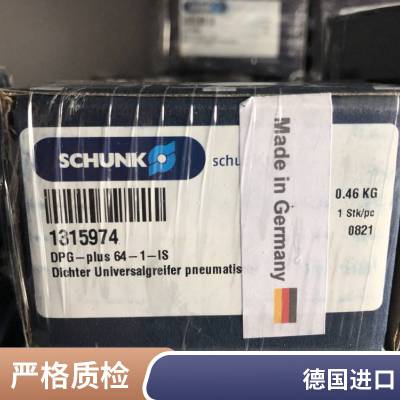 SCHUNK
schu
0.46 KG
1 Stk/pc
0821
1315974
DPG-plus 64-1-IS
Dichter Universalgreifer pneumatis
Made in Germany
严格质检
德国进口